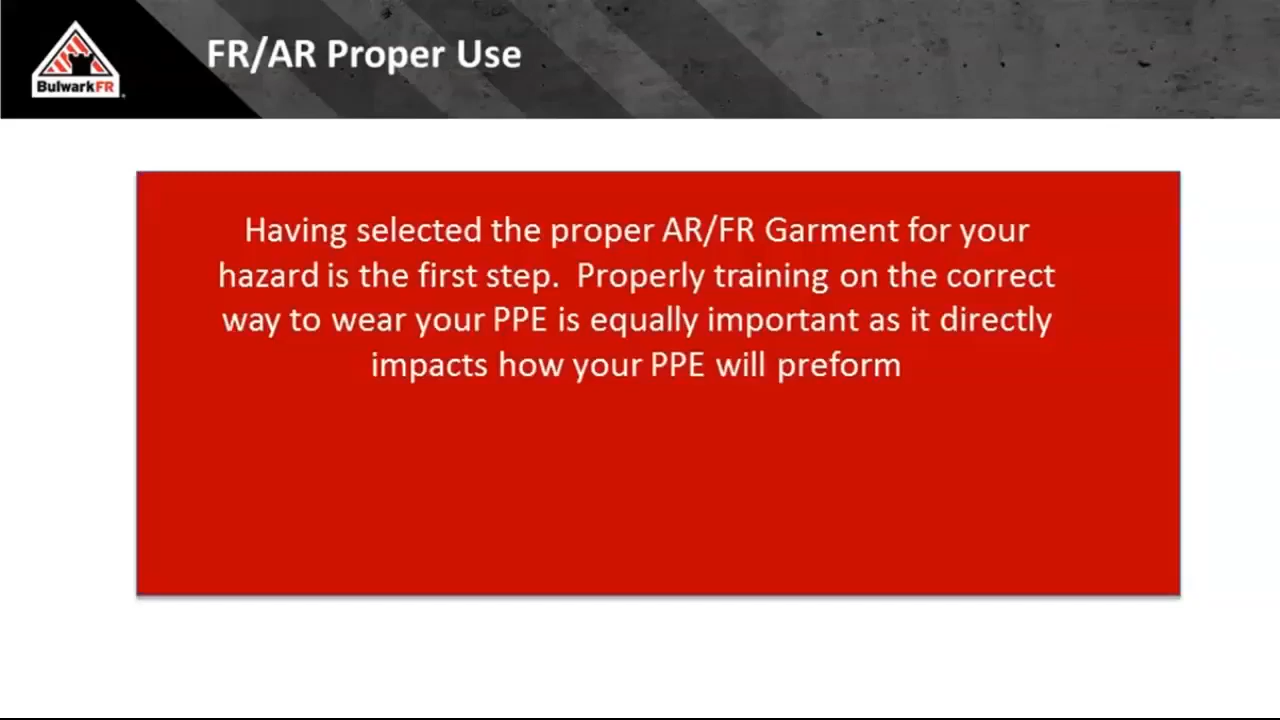 BulwarkFR
FR/AR Proper Use
Having selected the proper AR/FR Garment for your
hazard is the first step. Properly training on the correct
way to wear your PPE is equally important as it directly
impacts how your PPE will preform